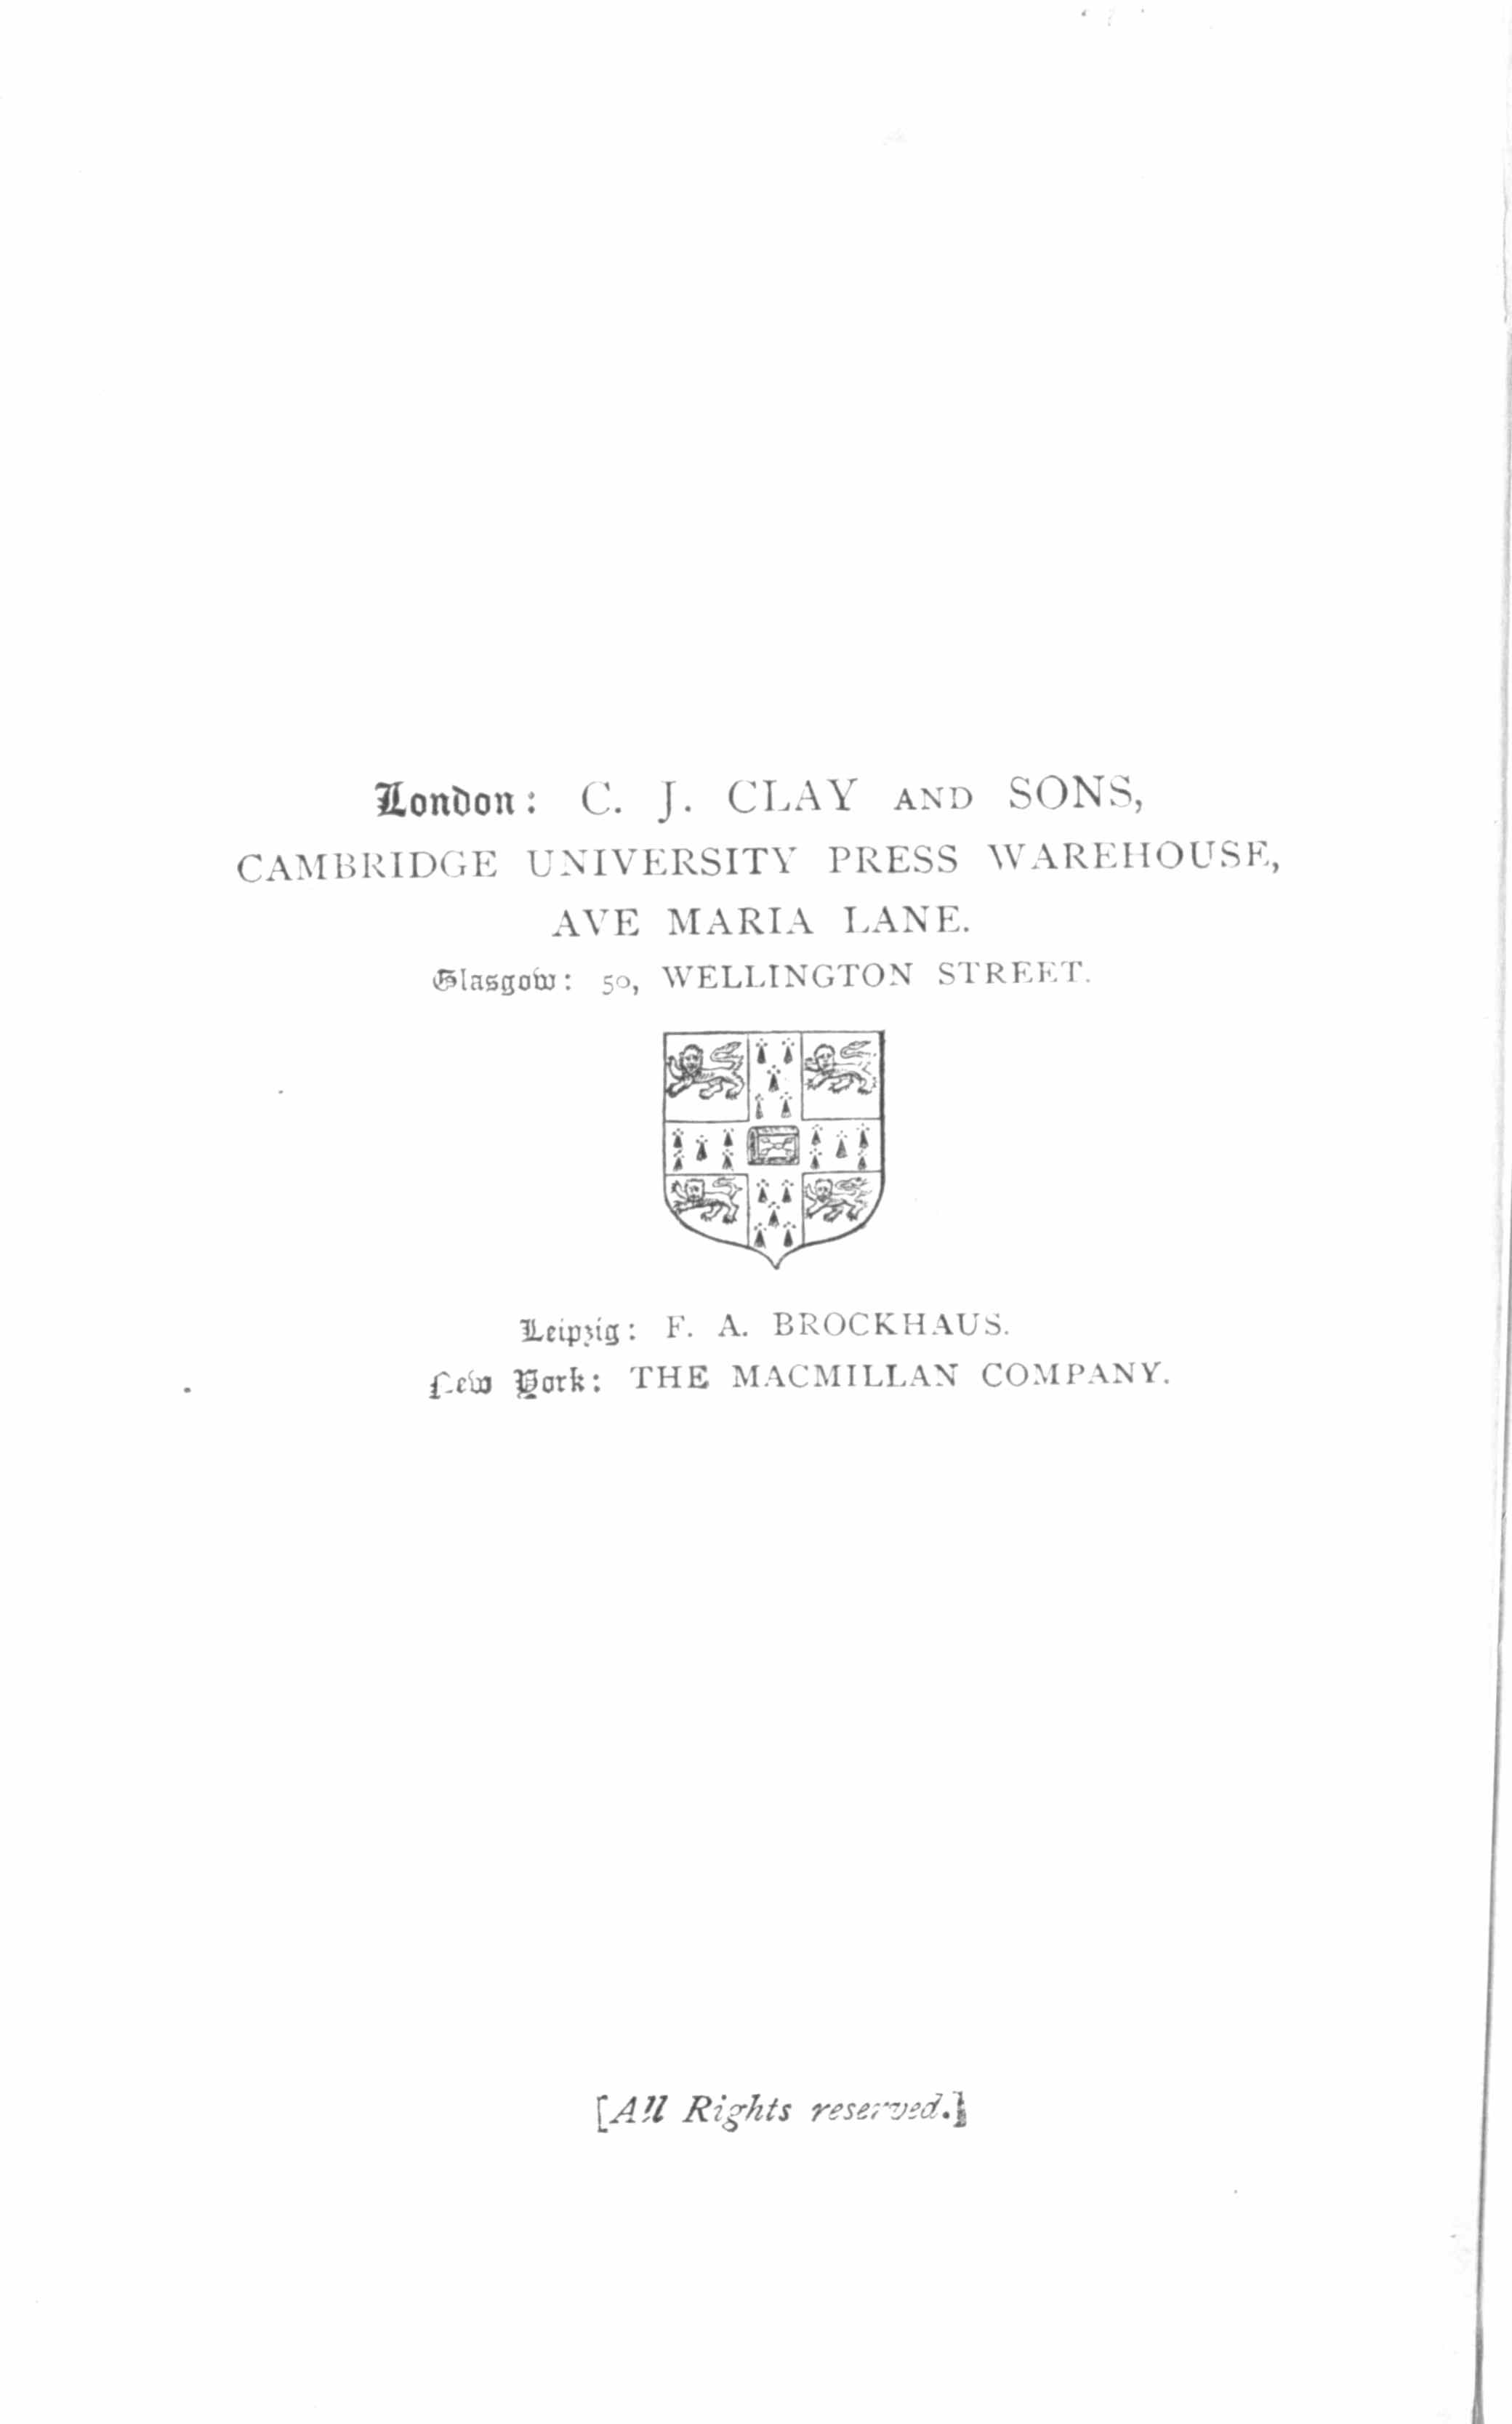 London: C. J. CLAY AND SONS,
CAMBRIDGE UNIVERSITY PRESS WAREHOUSE,
AVE MARIA LANE.
Glasgow: 50, WELLINGTON STREET.
Leipzig: F. A. BROCKHAUS.
New York: THE MACMILLAN COMPANY.
[All Rights reserved.]